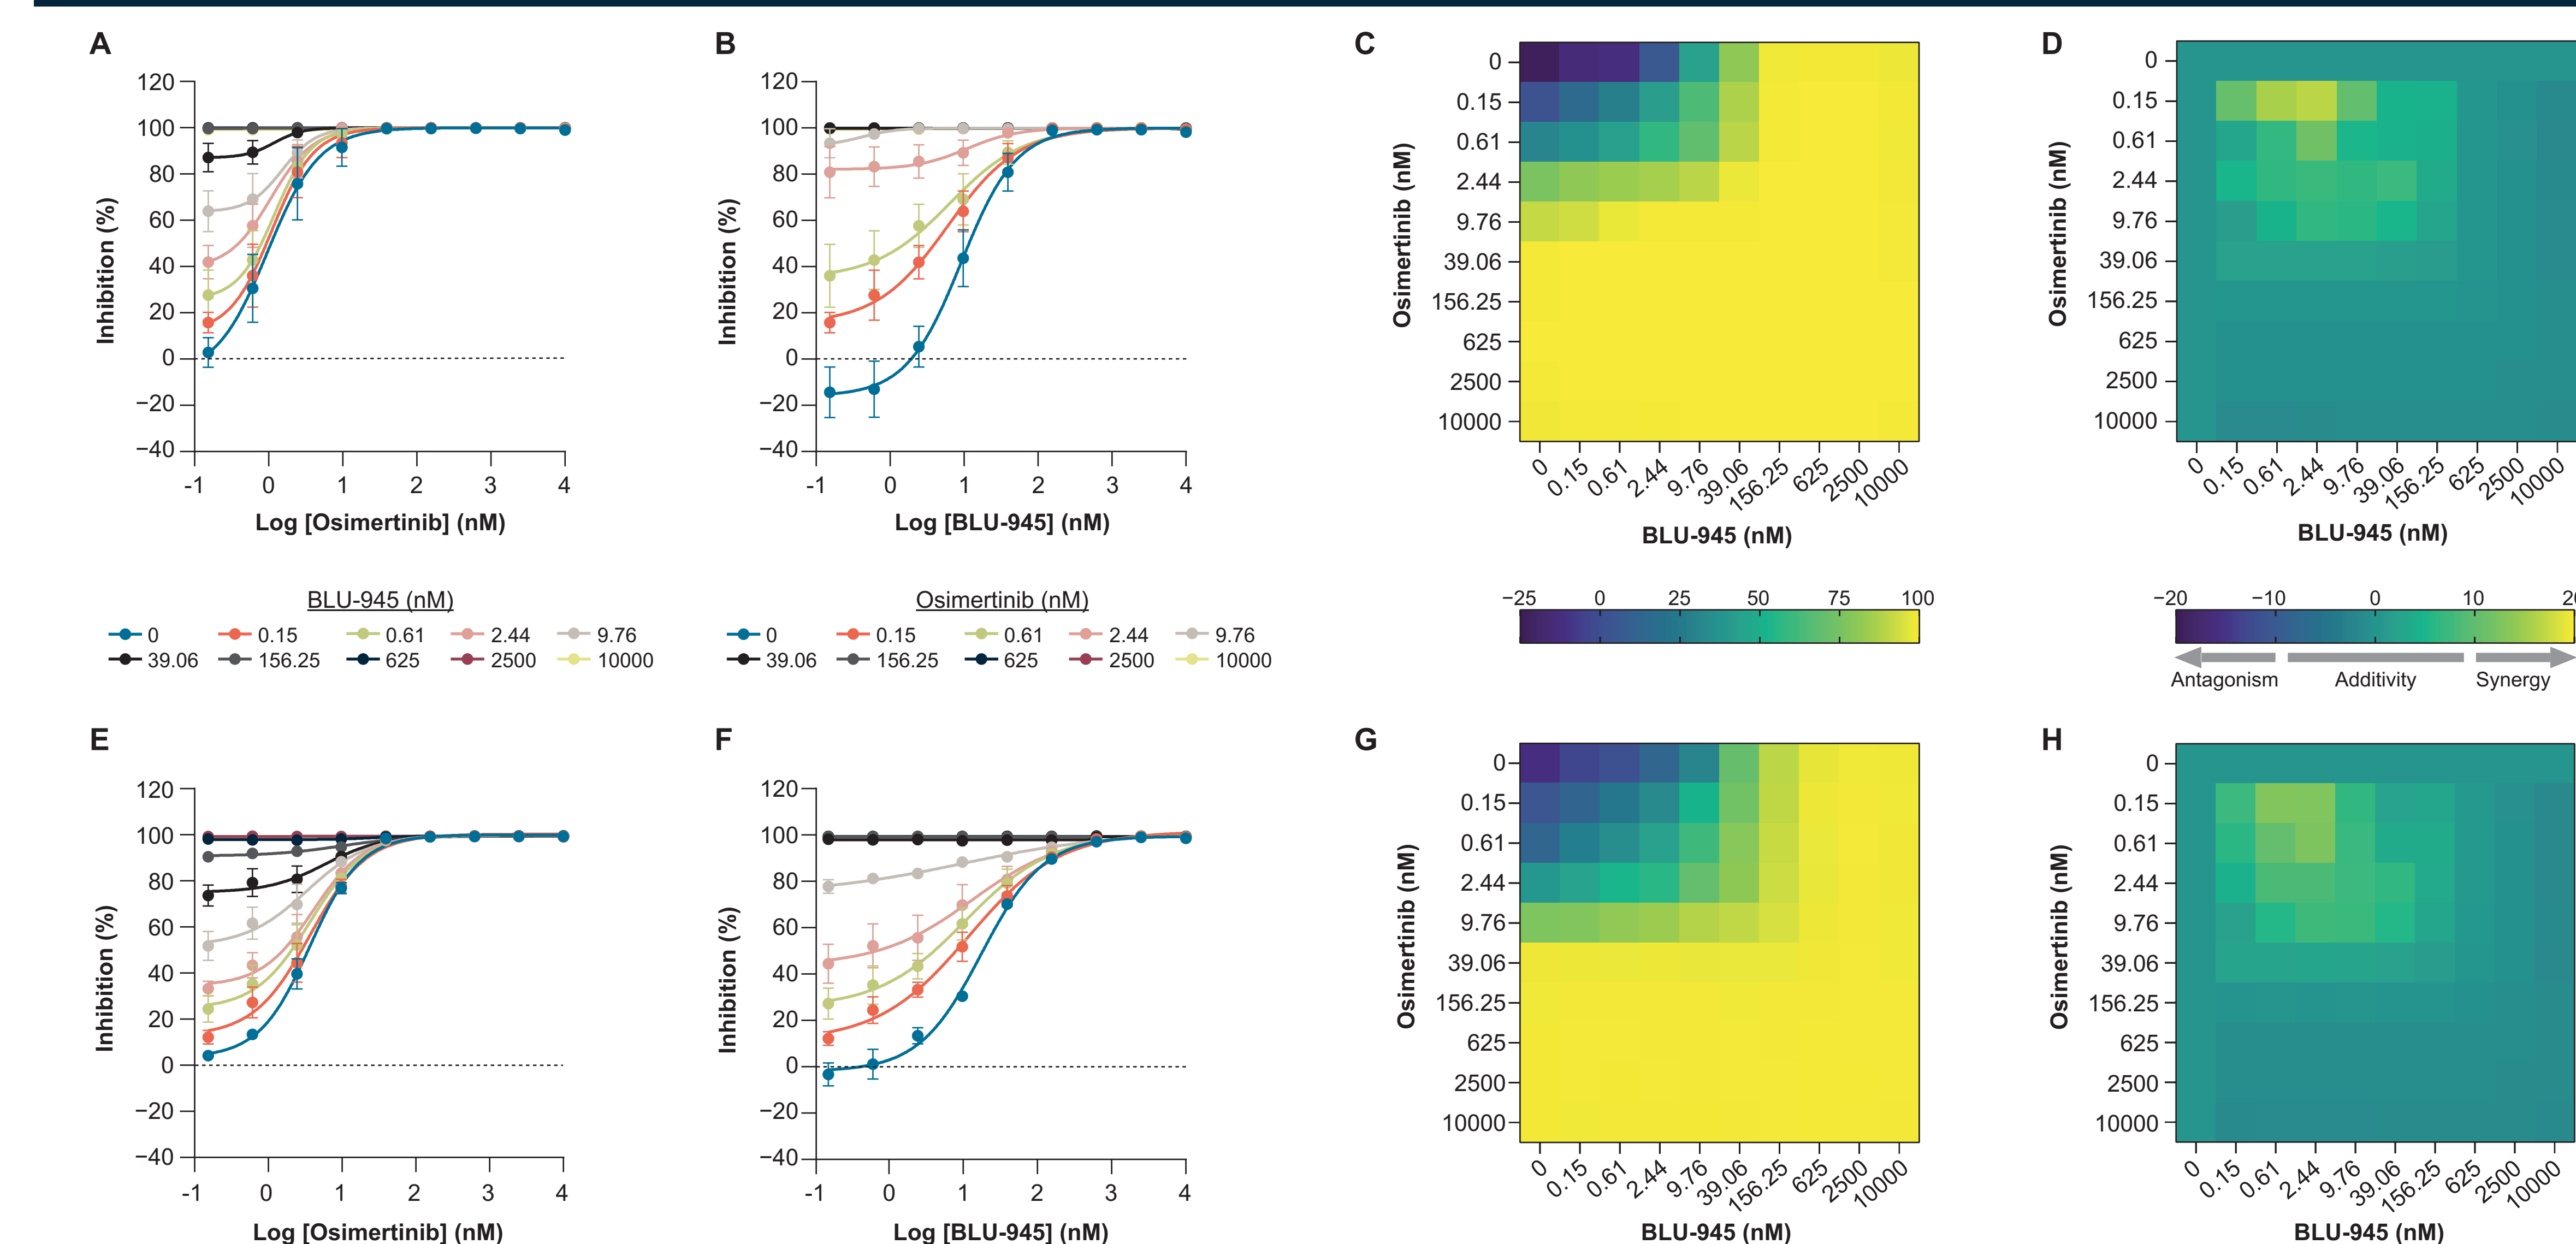 A
120
100
80
60
40
20
0
−20
−40
-1 0 1 2 3 4
Inhibition (%)
Log [Osimertinib] (nM)
B
120
100
80
60
40
20
0
−20
−40
-1 0 1 2 3 4
Inhibition (%)
Log [BLU-945] (nM)
C
0
0.15
0.61
2.44
9.76
39.06
156.25
625
2500
10000
Osimertinib (nM)
0 0.15 0.61 2.44 9.76 39.06 156.25 625 2500 10000
BLU-945 (nM)
D
0
0.15
0.61
2.44
9.76
39.06
156.25
625
2500
10000
Osimertinib (nM)
0 0.15 0.61 2.44 9.76 39.06 156.25 625 2500 10000
BLU-945 (nM)
BLU-945 (nM)
0 0.15 0.61 2.44 9.76
39.06 156.25 625 2500 10000
Osimertinib (nM)
0 0.15 0.61 2.44 9.76
39.06 156.25 625 2500 10000
−25 0 25 50 75 100
−20 −10 0 10
Antagonism Additivity Synergy
E
120
100
80
60
40
20
0
−20
−40
-1 0 1 2 3 4
Inhibition (%)
Log [Osimertinib] (nM)
F
120
100
80
60
40
20
0
−20
−40
-1 0 1 2 3 4
Inhibition (%)
Log [BLU-945] (nM)
G
0
0.15
0.61
2.44
9.76
39.06
156.25
625
2500
10000
Osimertinib (nM)
0 0.15 0.61 2.44 9.76 39.06 156.25 625 2500 10000
BLU-945 (nM)
H
0
0.15
0.61
2.44
9.76
39.06
156.25
625
2500
10000
Osimertinib (nM)
0 0.15 0.61 2.44 9.76 39.06 156.25 625 2500 10000
BLU-945 (nM)